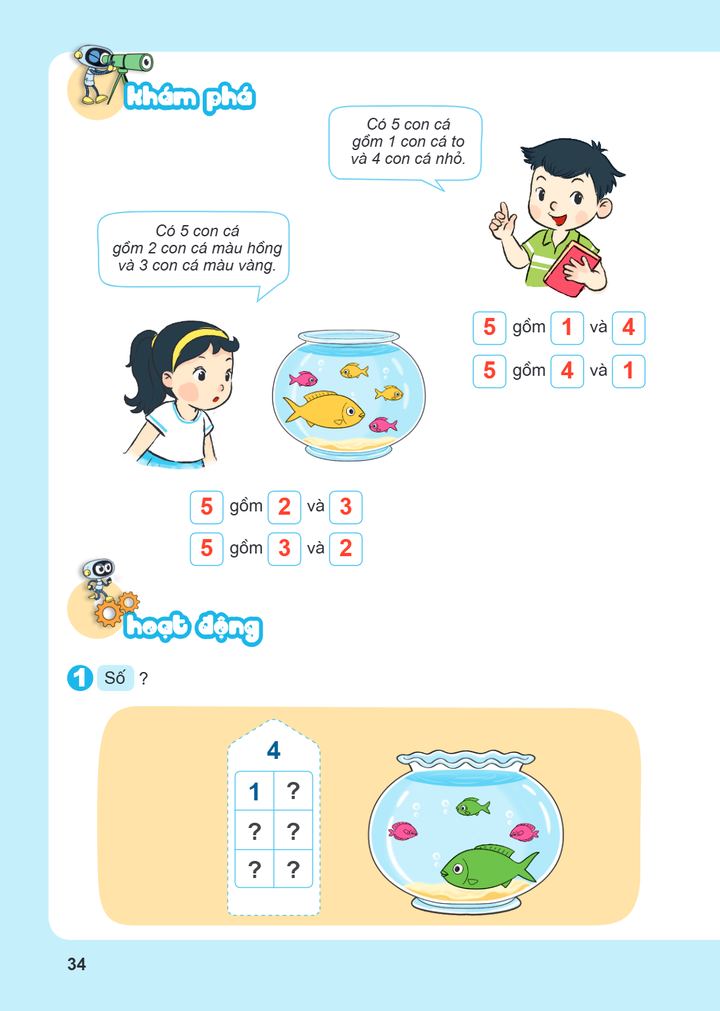 khám phá
Có 5 con cá
gồm 1 con cá to
và 4 con cá nhỏ.
Có 5 con cá
gồm 2 con cá màu hồng
và 3 con cá màu vàng.
5 gồm 1 và 4
5 gồm 4 và 1
5 gồm 2 và 3
5 gồm 3 và 2
hoạt động
1 Số ?
4
1 ?
? ?
? ?
34